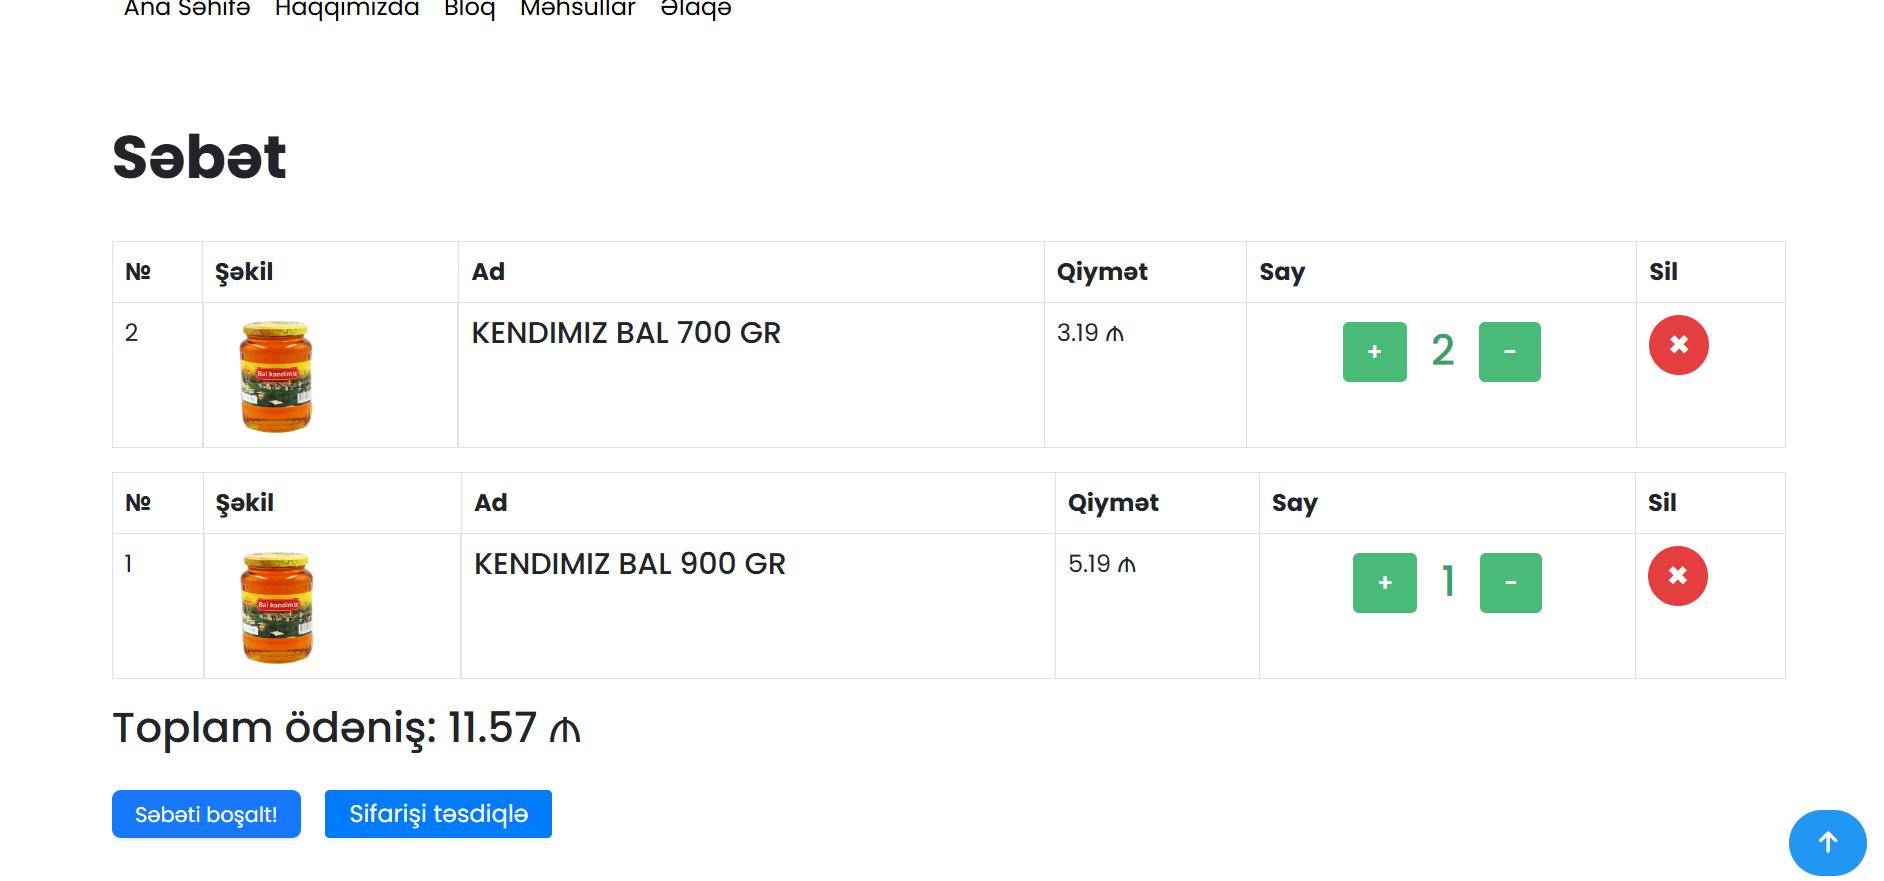 Ana Səhifə Haqqımızda Bloq Məhsullar Əlaqə
Səbət
№ Şəkil Ad Qiymət Say Sil
2 KENDIMIZ BAL 700 GR 3.19 ₼ + 2 - ✖
Bal kəndimiz
№ Şəkil Ad Qiymət Say Sil
1 KENDIMIZ BAL 900 GR 5.19 ₼ + 1 - ✖
Bal kəndimiz
Toplam ödəniş: 11.57 ₼
Səbəti boşalt! Sifarişi təsdiqlə